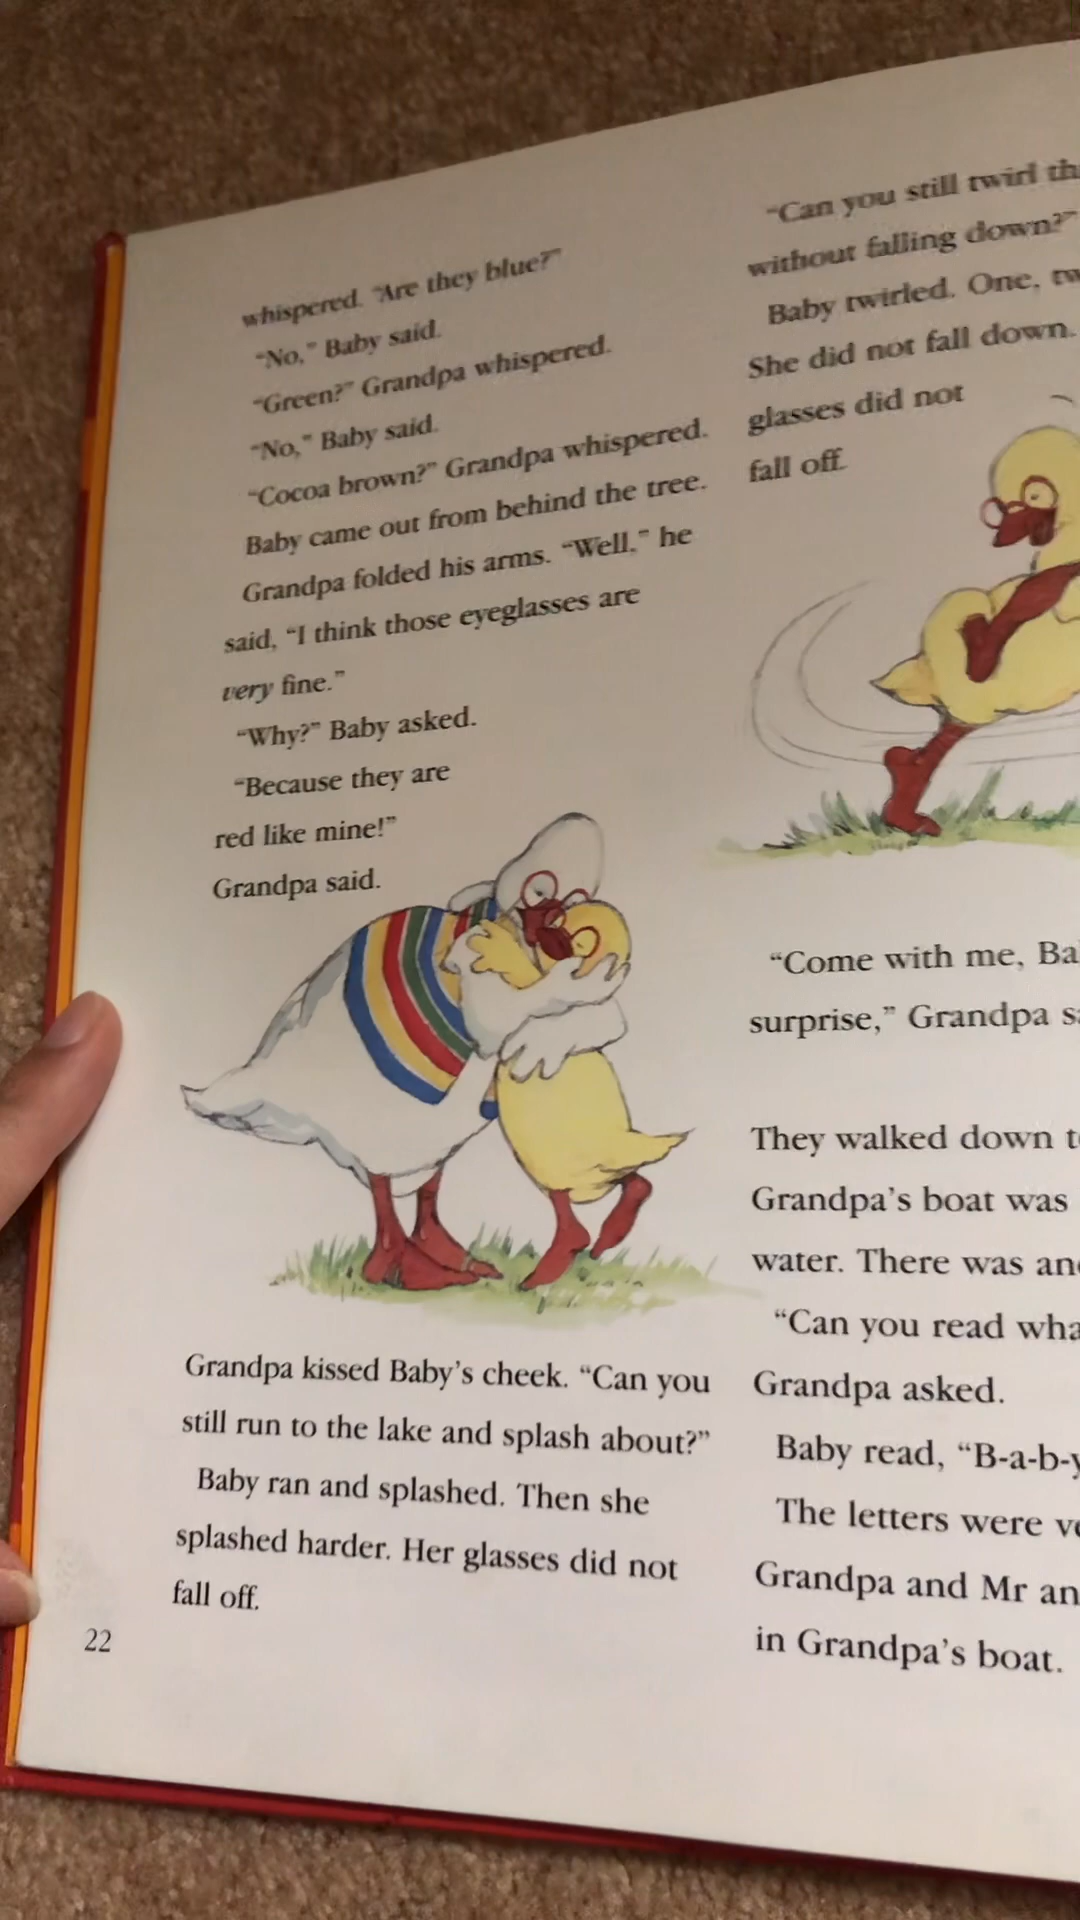 whispered. “Are they blue?”
“No,” Baby said.
“Green?” Grandpa whispered.
“No,” Baby said.
“Cocoa brown?” Grandpa whispered.
Baby came out from behind the tree.
Grandpa folded his arms. “Well,” he
said, “I think those eyeglasses are
very fine.”
“Why?” Baby asked.
“Because they are
red like mine!”
Grandpa said.
Grandpa kissed Baby’s cheek. “Can you
still run to the lake and splash about?”
Baby ran and splashed. Then she
splashed harder. Her glasses did not
fall off.
22
“Can you still twirl
without falling down?”
Baby twirled. One,
She did not fall down.
glasses did not
fall off.
“Come with me,
surprise,” Grandpa
They walked down
Grandpa’s boat was
water. There was
“Can you read
Grandpa asked.
Baby read, “B-a-b-y
The letters were
Grandpa and Mr
in Grandpa’s boat.